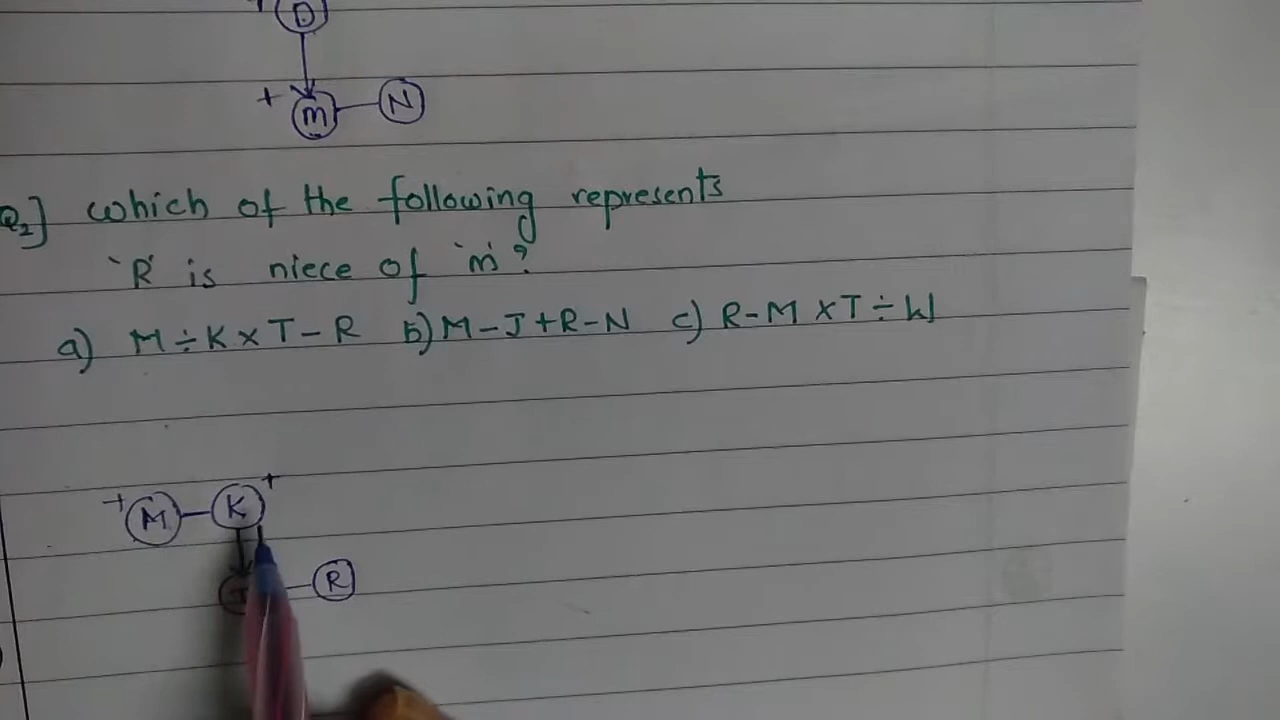 D
+ M N
Q2] which of the following represents
'R' is niece of 'm'?
a) M ÷ K × T – R b) M – J + R – N c) R – M × T ÷ W
+ M K +
R